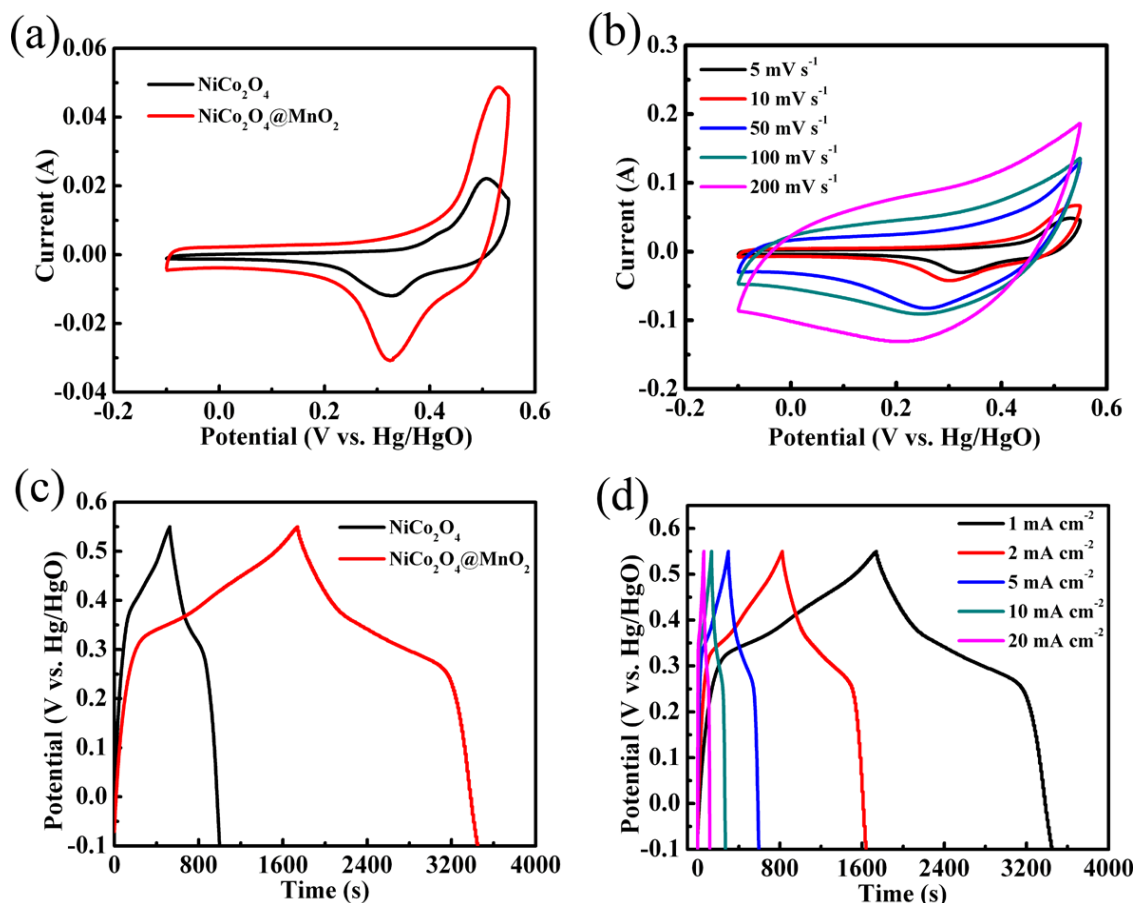 (a)
0.06
0.04
0.02
0.00
-0.02
-0.04
Current (A)
NiCo₂O₄
NiCo₂O₄@MnO₂
-0.2
0.0
0.2
0.4
0.6
Potential (V vs. Hg/HgO)
(b)
0.3
0.2
0.1
0.0
-0.1
-0.2
Current (A)
5 mV s⁻¹
10 mV s⁻¹
50 mV s⁻¹
100 mV s⁻¹
200 mV s⁻¹
-0.2
0.0
0.2
0.4
0.6
Potential (V vs. Hg/HgO)
(c)
0.6
0.5
0.4
0.3
0.2
0.1
0.0
-0.1
Potential (V vs. Hg/HgO)
NiCo₂O₄
NiCo₂O₄@MnO₂
0
800
1600
2400
3200
4000
Time (s)
(d)
0.6
0.5
0.4
0.3
0.2
0.1
0.0
-0.1
Potential (V vs. Hg/HgO)
1 mA cm⁻²
2 mA cm⁻²
5 mA cm⁻²
10 mA cm⁻²
20 mA cm⁻²
0
800
1600
2400
3200
4000
Time (s)